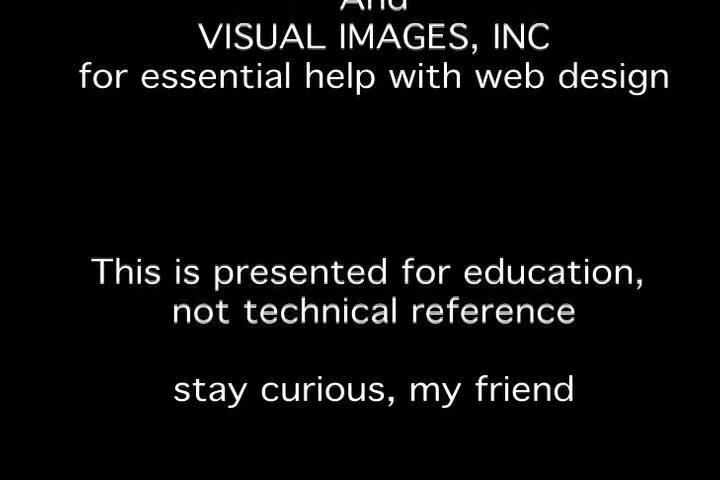 And
VISUAL IMAGES, INC
for essential help with web design
This is presented for education,
not technical reference
stay curious, my friend